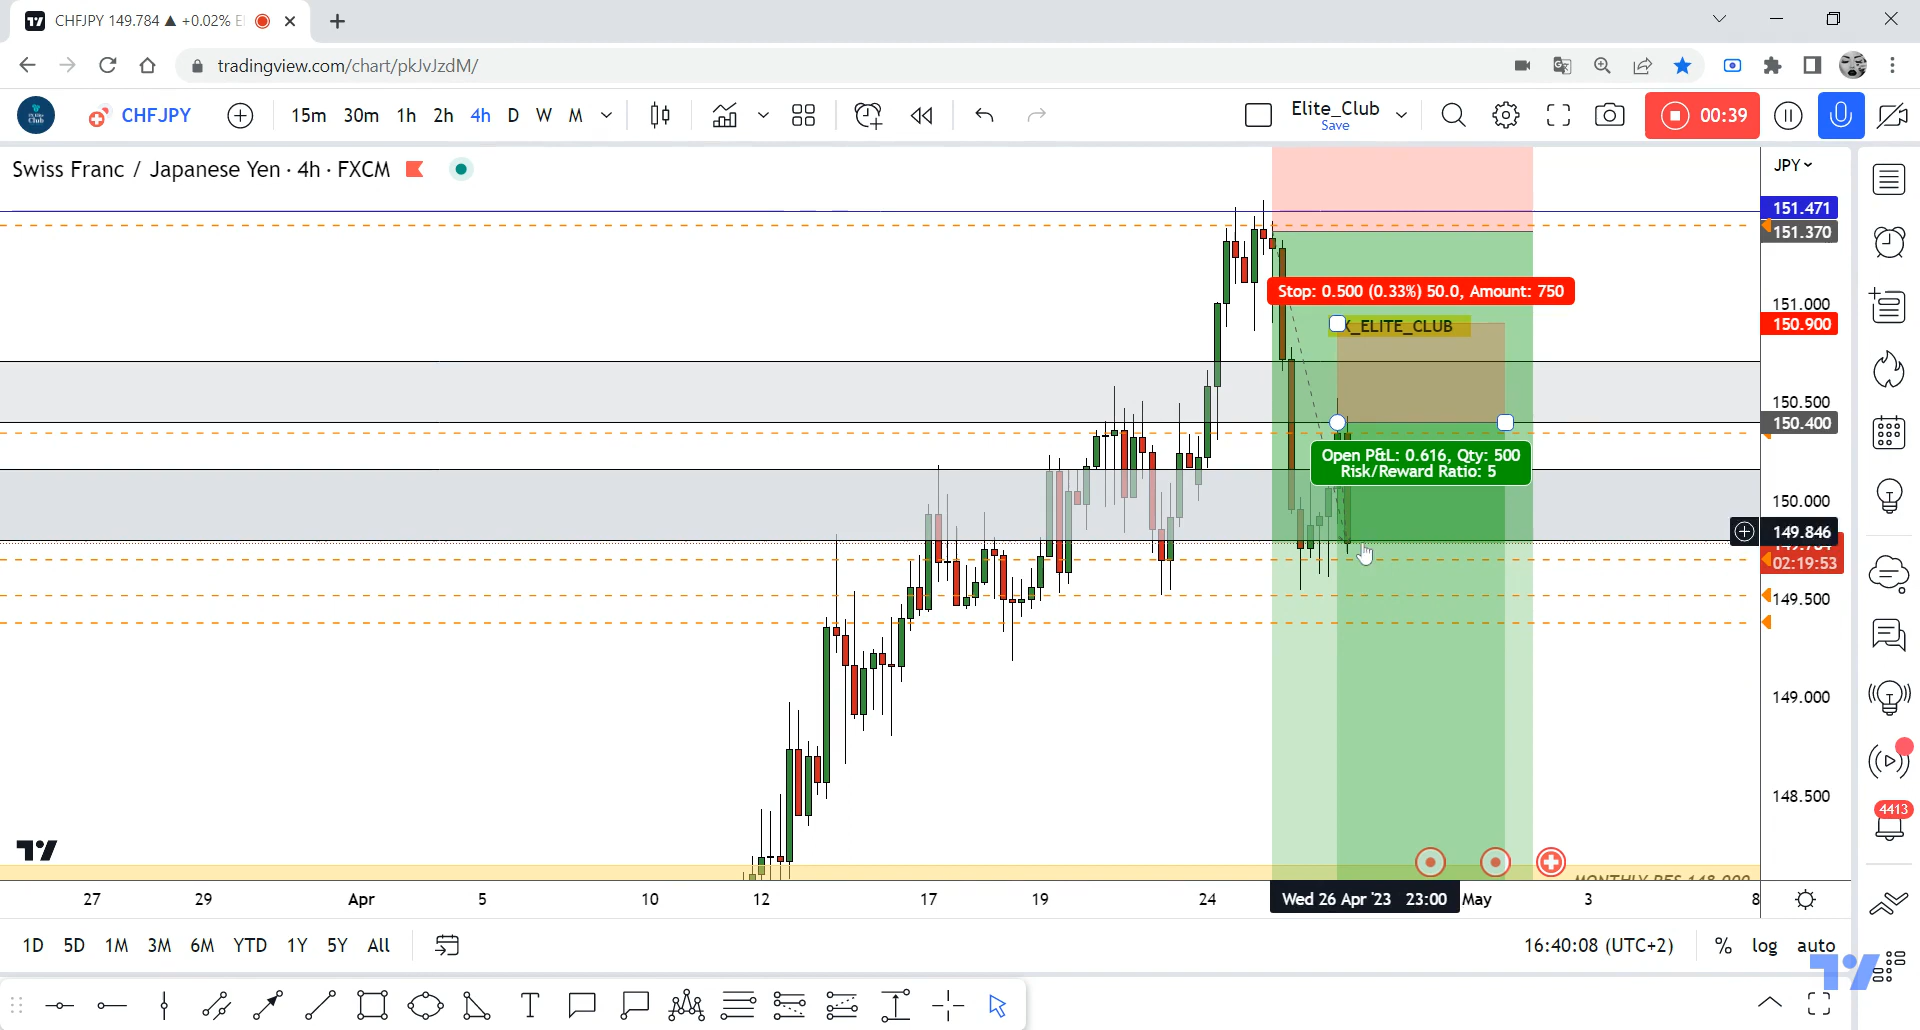 CHFJPY 149.784 ▲ +0.02%
tradingview.com/chart/pkJvJzdM/
CHFJPY 15m 30m 1h 2h 4h D W M
Elite_Club
Save
00:39
Swiss Franc / Japanese Yen · 4h · FXCM
JPY
151.471
151.370
151.000
150.900
150.500
150.400
150.000
149.846
02:19:53
149.500
149.000
148.500
Stop: 0.500 (0.33%) 50.0, Amount: 750
_ELITE_CLUB
Open P&L: 0.616, Qty: 500
Risk/Reward Ratio: 5
4413
27 29 Apr 5 10 12 17 19 24 Wed 26 Apr '23 23:00 May 3 8
1D 5D 1M 3M 6M YTD 1Y 5Y All
16:40:08 (UTC+2) % log auto